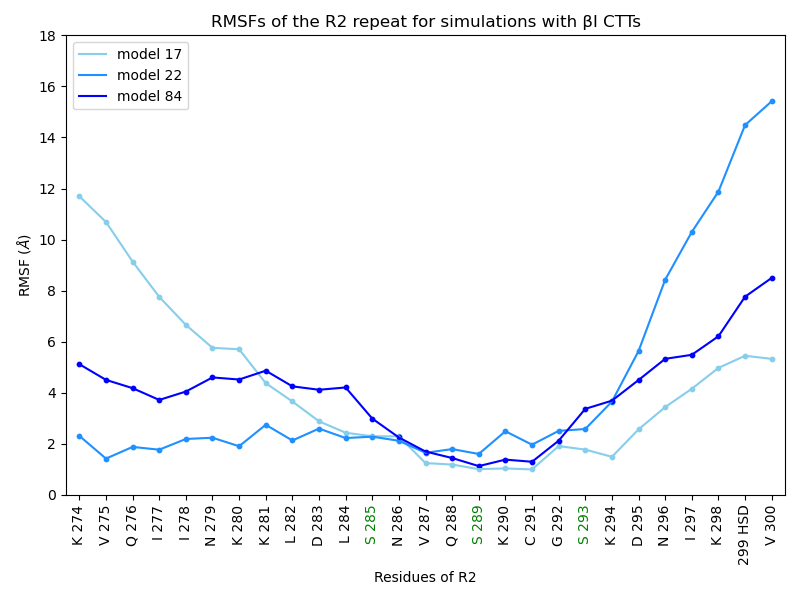 RMSFs of the R2 repeat for simulations with βI CTTs
model 17
model 22
model 84
RMSF (Å)
18
16
14
12
10
8
6
4
2
0
K 274
V 275
Q 276
I 277
I 278
N 279
K 280
K 281
L 282
D 283
L 284
S 285
N 286
V 287
Q 288
S 289
K 290
C 291
G 292
S 293
K 294
D 295
N 296
I 297
K 298
299 HSD
V 300
Residues of R2